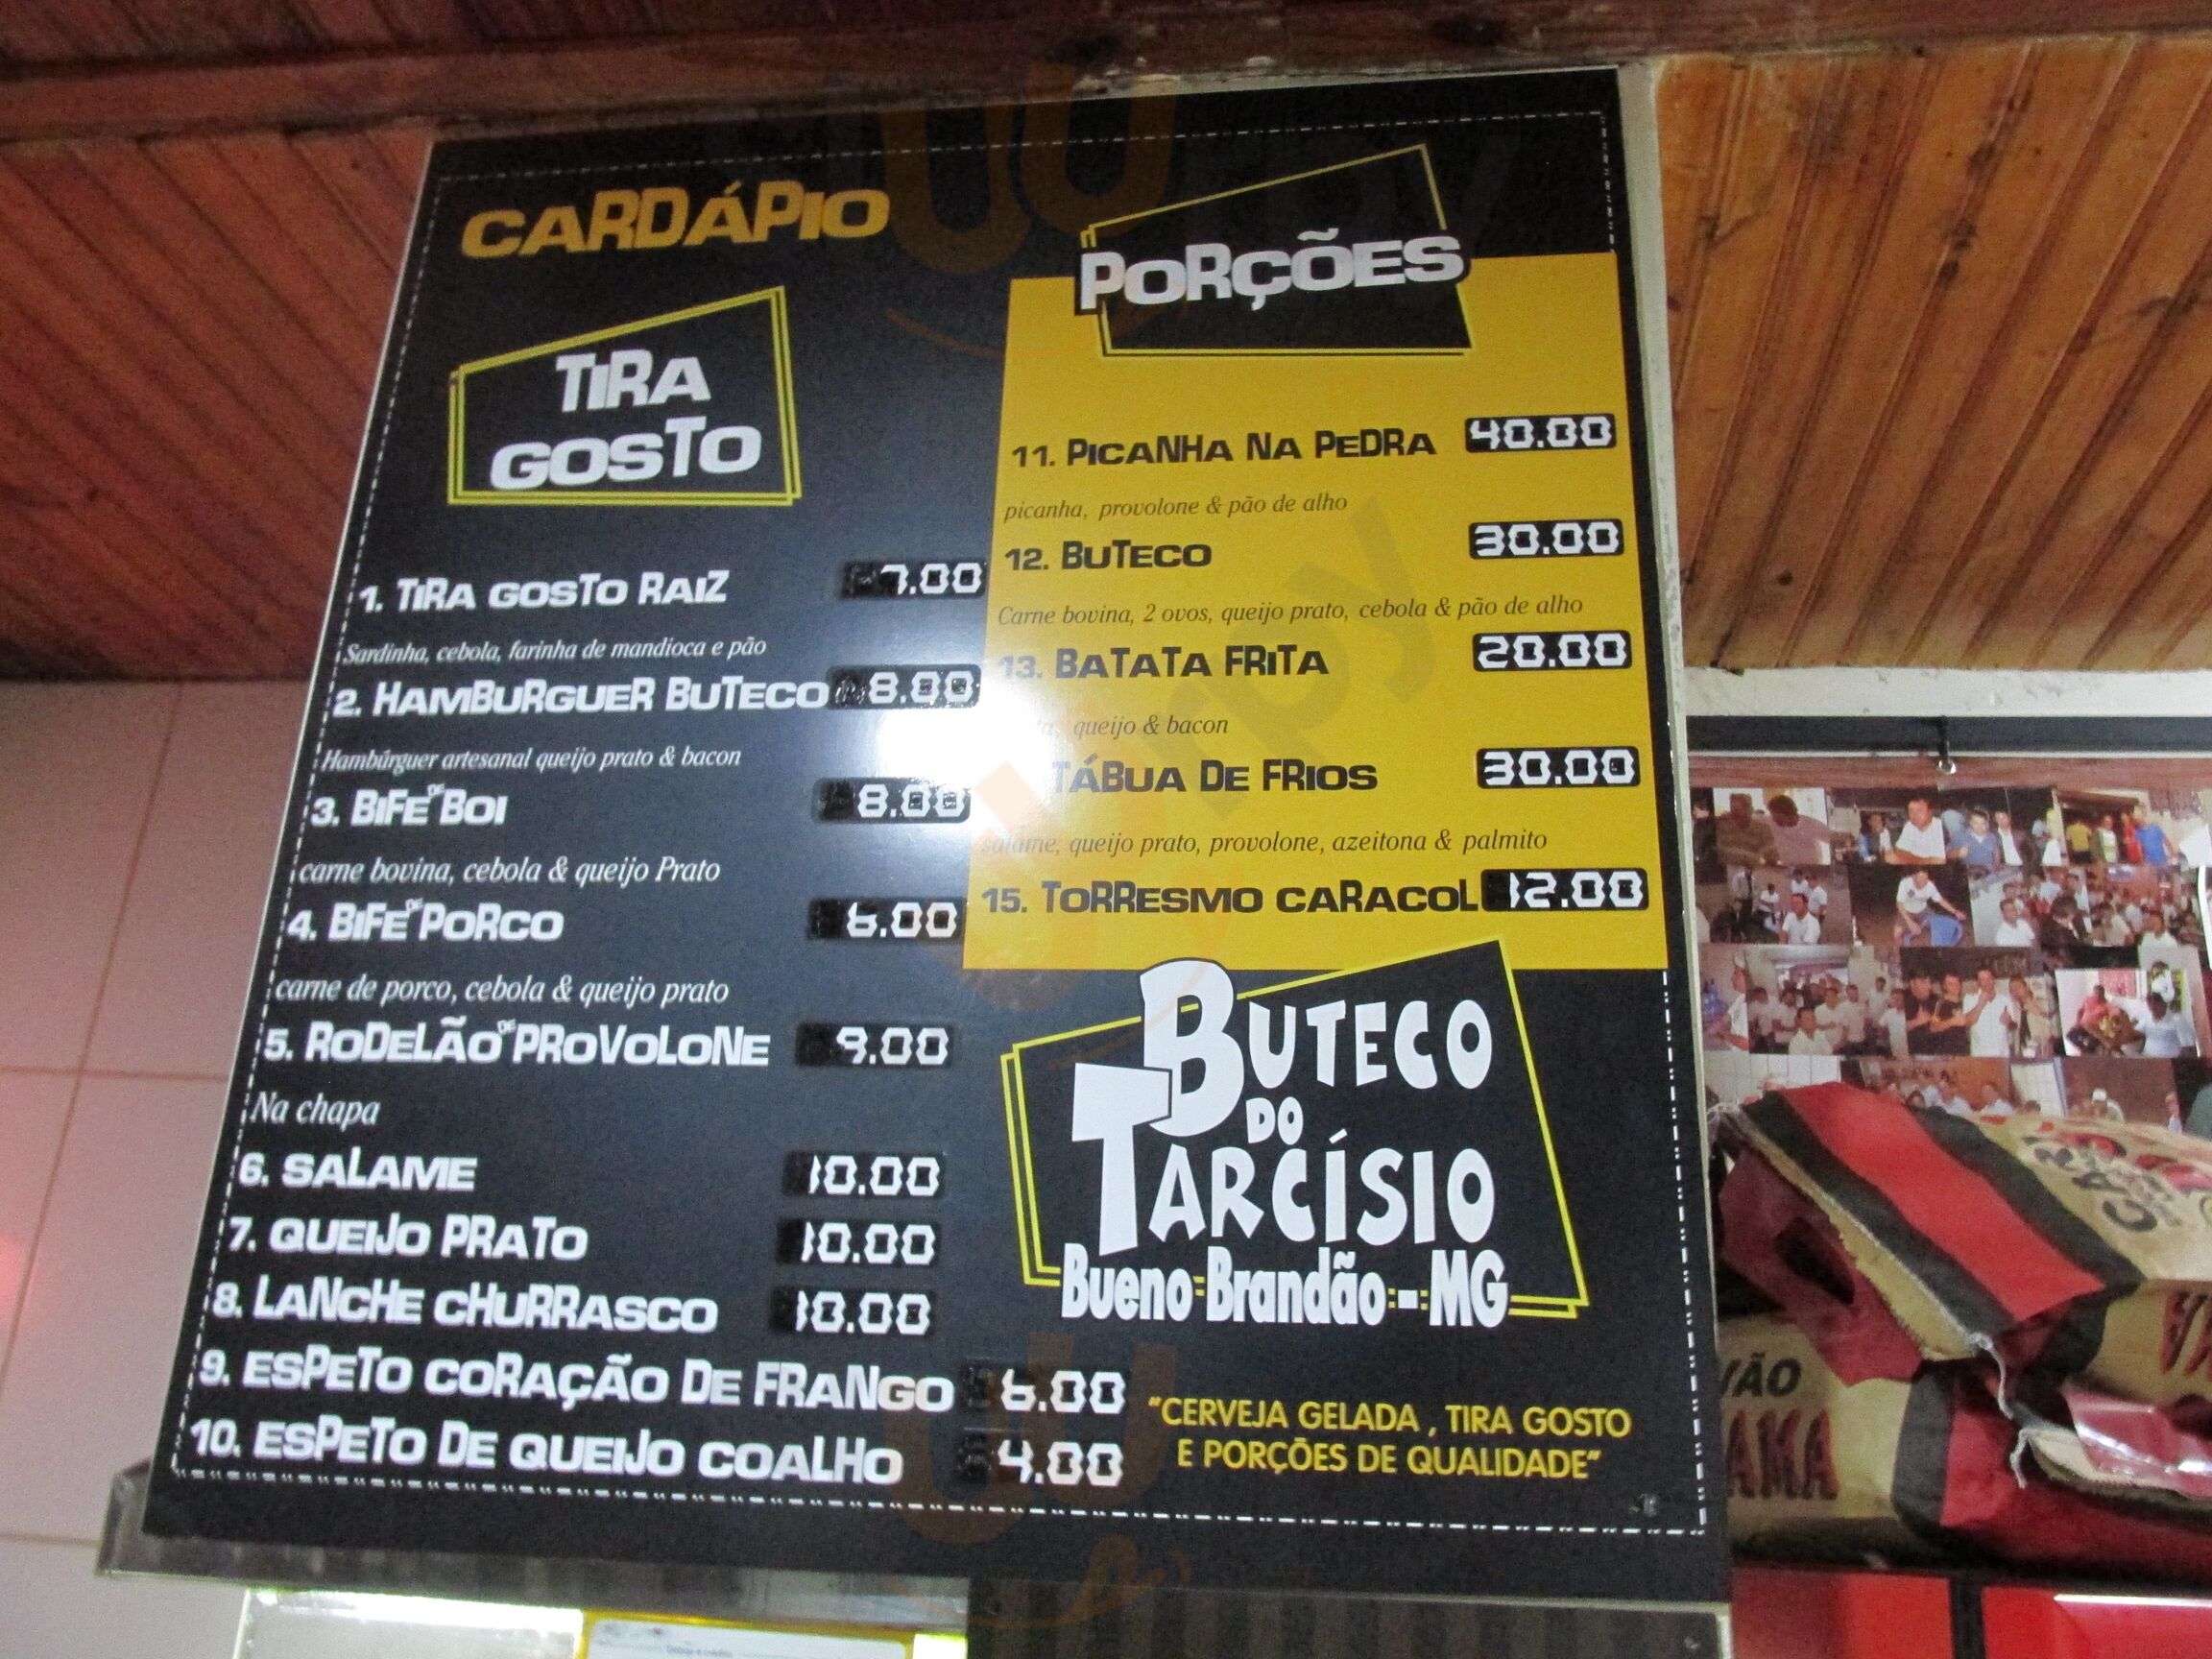 CARDÁPIO
TIRA
GOSTO
1. TIRA GOSTO RAIZ 7.00
Sardinha, cebola, farinha de mandioca e pão
2. HAMBURGUER BUTECO 8.00
Hambûrguer artesanal queijo prato & bacon
3. BIFE DE BOI 8.00
carne bovina, cebola & queijo Prato
4. BIFE DE PORCO 6.00
carne de porco, cebola & queijo prato
5. RODELÃO DE PROVOLONE 9.00
Na chapa
6. SALAME 10.00
7. QUEIJO PRATO 10.00
8. LANCHE CHURRASCO 10.00
9. ESPETO CORAÇÃO DE FRANGO 6.00
10. ESPETO DE QUEIJO COALHO 4.00
PORÇÕES
11. PICANHA NA PEDRA 40.00
picanha, provolone & pão de alho
12. BUTECO 30.00
Carne bovina, 2 ovos, queijo prato, cebola & pão de alho
13. BATATA FRITA 20.00
queijo & bacon
TÁBUA DE FRIOS 30.00
salame, queijo prato, provolone, azeitona & palmito
15. TORRESMO CARACOL 12.00
BUTECO
DO
TARCÍSIO
Bueno Brandão - MG
"CERVEJA GELADA , TIRA GOSTO
E PORÇÕES DE QUALIDADE"